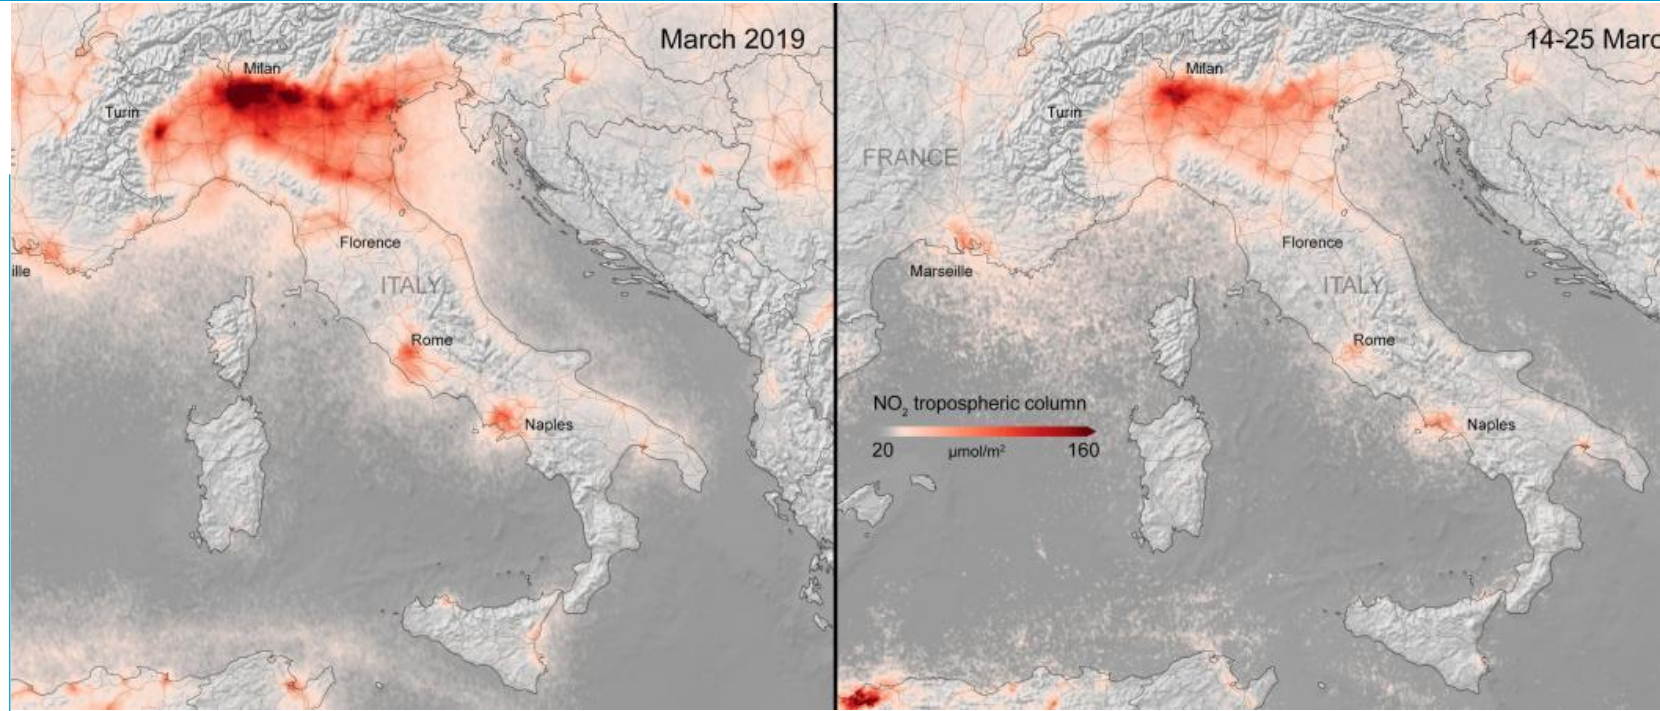 March 2019
Milan
Turin
Florence
ITALY
Rome
Naples
ille
14-25 Marc
Milan
Turin
FRANCE
Marseille
Florence
ITALY
Rome
Naples
NO₂ tropospheric column
20 µmol/m² 160